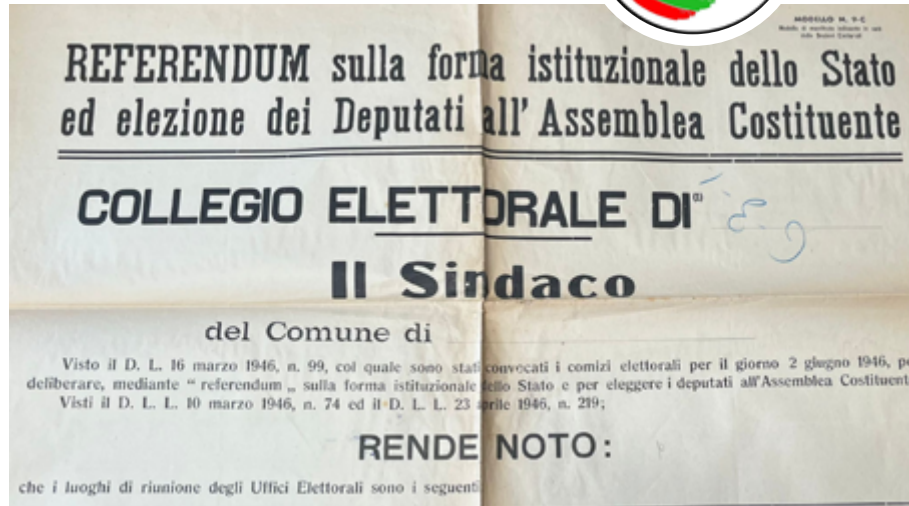 MODELLO N. 9-C
REFERENDUM sulla forma istituzionale dello Stato
ed elezione dei Deputati all' Assemblea Costituente
COLLEGIO ELETTORALE DI
Il Sindaco
del Comune di
Visto il D. L. 16 marzo 1946, n. 99, col quale sono stati convocati i comizi elettorali per il giorno 2 giugno 1946, pe
deliberare, mediante " referendum „ sulla forma istituzionale dello Stato e per eleggere i deputati all'Assemblea Costituent
Visti il D. L. L. 10 marzo 1946, n. 74 ed il D. L. L. 23 aprile 1946, n. 219;
RENDE NOTO:
che i luoghi di riunione degli Uffici Elettorali sono i seguenti